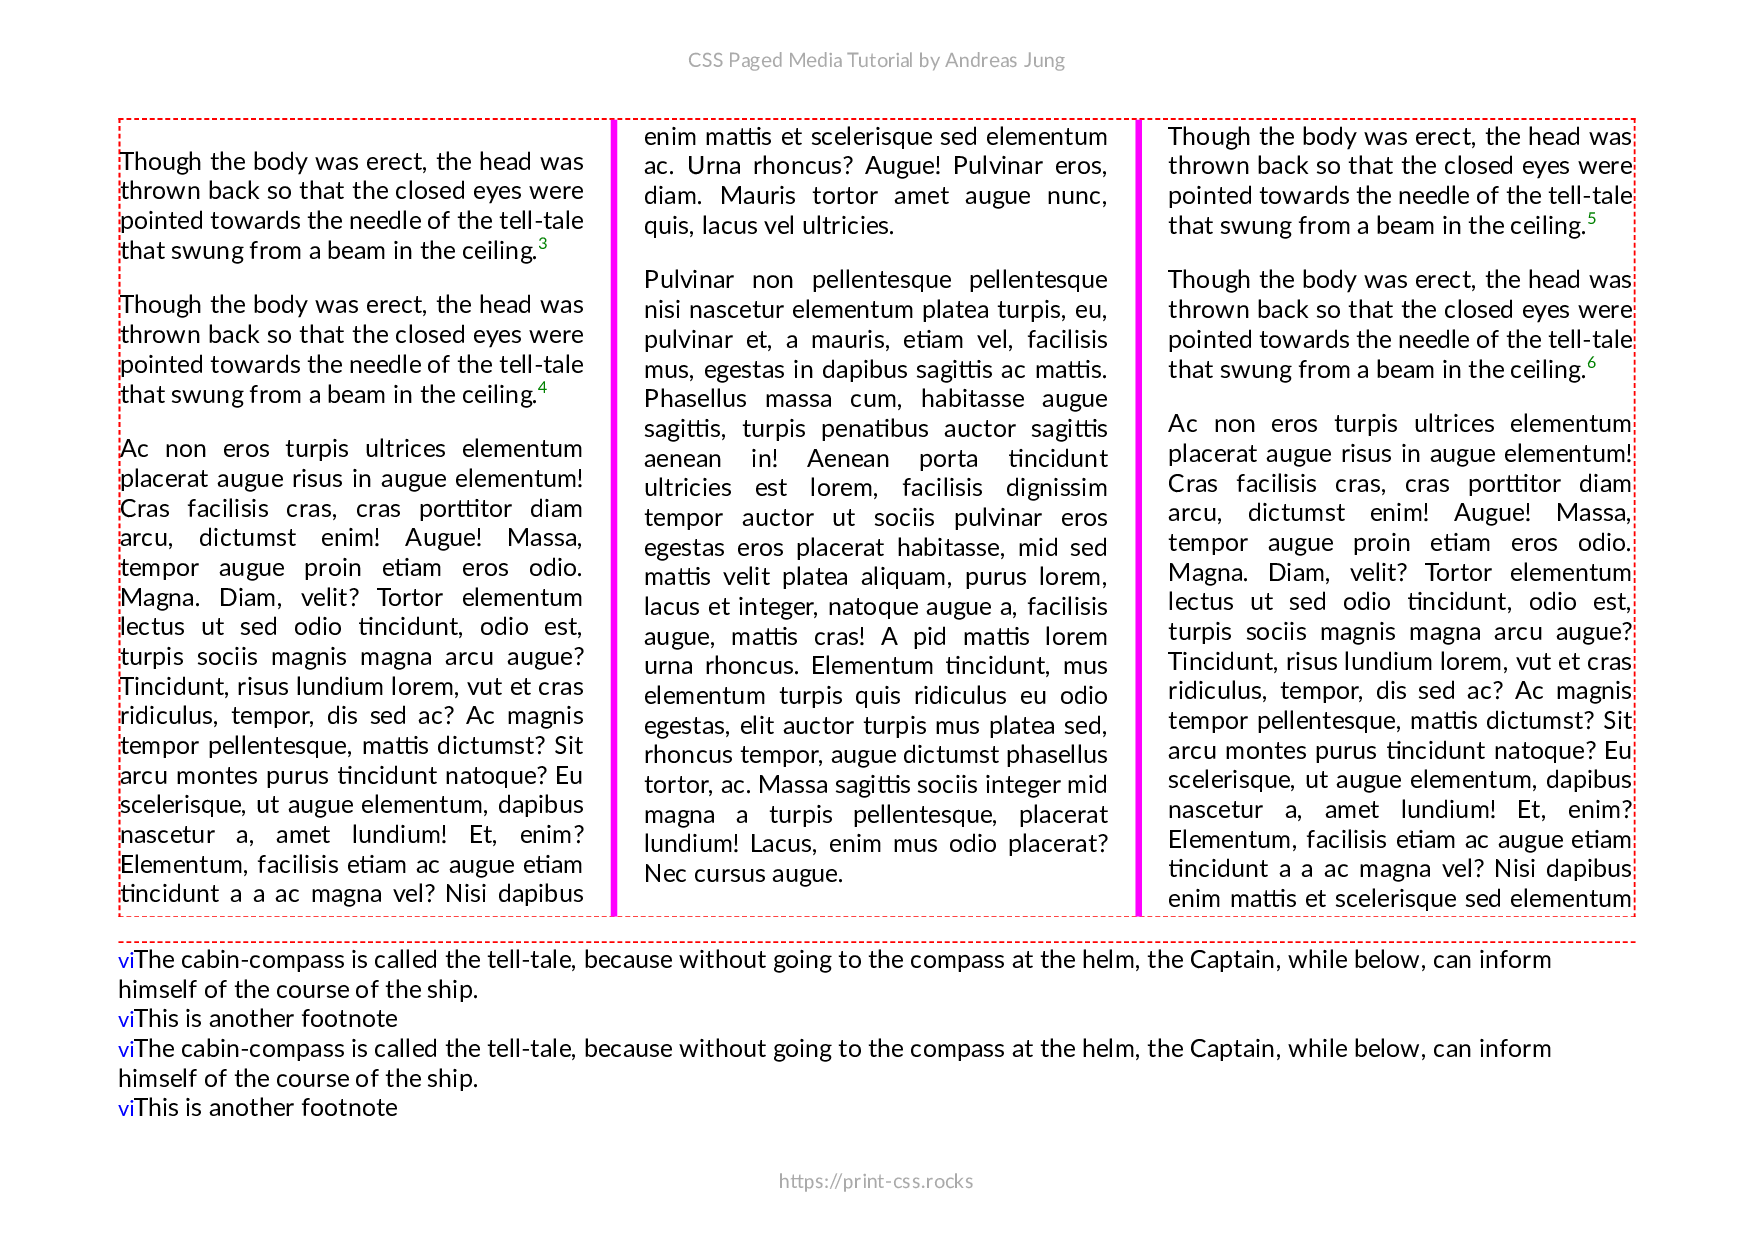 CSS Paged Media Tutorial by Andreas Jung
Though the body was erect, the head was
thrown back so that the closed eyes were
pointed towards the needle of the tell-tale
that swung from a beam in the ceiling.3
Though the body was erect, the head was
thrown back so that the closed eyes were
pointed towards the needle of the tell-tale
that swung from a beam in the ceiling.4
Ac non eros turpis ultrices elementum
placerat augue risus in augue elementum!
Cras facilisis cras, cras porttitor diam
arcu, dictumst enim! Augue! Massa,
tempor augue proin etiam eros odio.
Magna. Diam, velit? Tortor elementum
lectus ut sed odio tincidunt, odio est,
turpis sociis magnis magna arcu augue?
Tincidunt, risus lundium lorem, vut et cras
ridiculus, tempor, dis sed ac? Ac magnis
tempor pellentesque, mattis dictumst? Sit
arcu montes purus tincidunt natoque? Eu
scelerisque, ut augue elementum, dapibus
nascetur a, amet lundium! Et, enim?
Elementum, facilisis etiam ac augue etiam
tincidunt a a ac magna vel? Nisi dapibus
enim mattis et scelerisque sed elementum
ac. Urna rhoncus? Augue! Pulvinar eros,
diam. Mauris tortor amet augue nunc,
quis, lacus vel ultricies.
Pulvinar non pellentesque pellentesque
nisi nascetur elementum platea turpis, eu,
pulvinar et, a mauris, etiam vel, facilisis
mus, egestas in dapibus sagittis ac mattis.
Phasellus massa cum, habitasse augue
sagittis, turpis penatibus auctor sagittis
aenean in! Aenean porta tincidunt
ultricies est lorem, facilisis dignissim
tempor auctor ut sociis pulvinar eros
egestas eros placerat habitasse, mid sed
mattis velit platea aliquam, purus lorem,
lacus et integer, natoque augue a, facilisis
augue, mattis cras! A pid mattis lorem
urna rhoncus. Elementum tincidunt, mus
elementum turpis quis ridiculus eu odio
egestas, elit auctor turpis mus platea sed,
rhoncus tempor, augue dictumst phasellus
tortor, ac. Massa sagittis sociis integer mid
magna a turpis pellentesque, placerat
lundium! Lacus, enim mus odio placerat?
Nec cursus augue.
Though the body was erect, the head was
thrown back so that the closed eyes were
pointed towards the needle of the tell-tale
that swung from a beam in the ceiling.5
Though the body was erect, the head was
thrown back so that the closed eyes were
pointed towards the needle of the tell-tale
that swung from a beam in the ceiling.6
Ac non eros turpis ultrices elementum
placerat augue risus in augue elementum!
Cras facilisis cras, cras porttitor diam
arcu, dictumst enim! Augue! Massa,
tempor augue proin etiam eros odio.
Magna. Diam, velit? Tortor elementum
lectus ut sed odio tincidunt, odio est,
turpis sociis magnis magna arcu augue?
Tincidunt, risus lundium lorem, vut et cras
ridiculus, tempor, dis sed ac? Ac magnis
tempor pellentesque, mattis dictumst? Sit
arcu montes purus tincidunt natoque? Eu
scelerisque, ut augue elementum, dapibus
nascetur a, amet lundium! Et, enim?
Elementum, facilisis etiam ac augue etiam
tincidunt a a ac magna vel? Nisi dapibus
enim mattis et scelerisque sed elementum
viThe cabin-compass is called the tell-tale, because without going to the compass at the helm, the Captain, while below, can inform
himself of the course of the ship.
viThis is another footnote
viThe cabin-compass is called the tell-tale, because without going to the compass at the helm, the Captain, while below, can inform
himself of the course of the ship.
viThis is another footnote
https://print-css.rocks